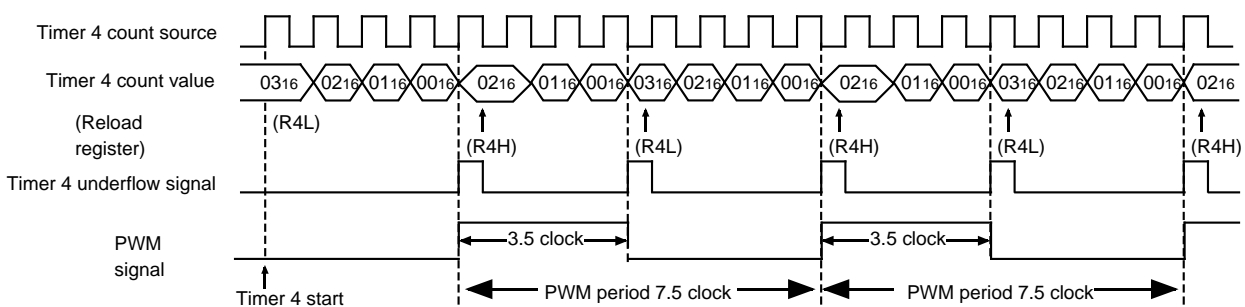 Timer 4 count source
Timer 4 count value
0316 0216 0116 0016 0216 0116 0016 0316 0216 0116 0016 0216 0116 0016 0316 0216 0116 0016 0216
(Reload
register)
(R4L) (R4H) (R4L) (R4H) (R4L) (R4H)
Timer 4 underflow signal
PWM
signal
3.5 clock 3.5 clock
PWM period 7.5 clock PWM period 7.5 clock
Timer 4 start